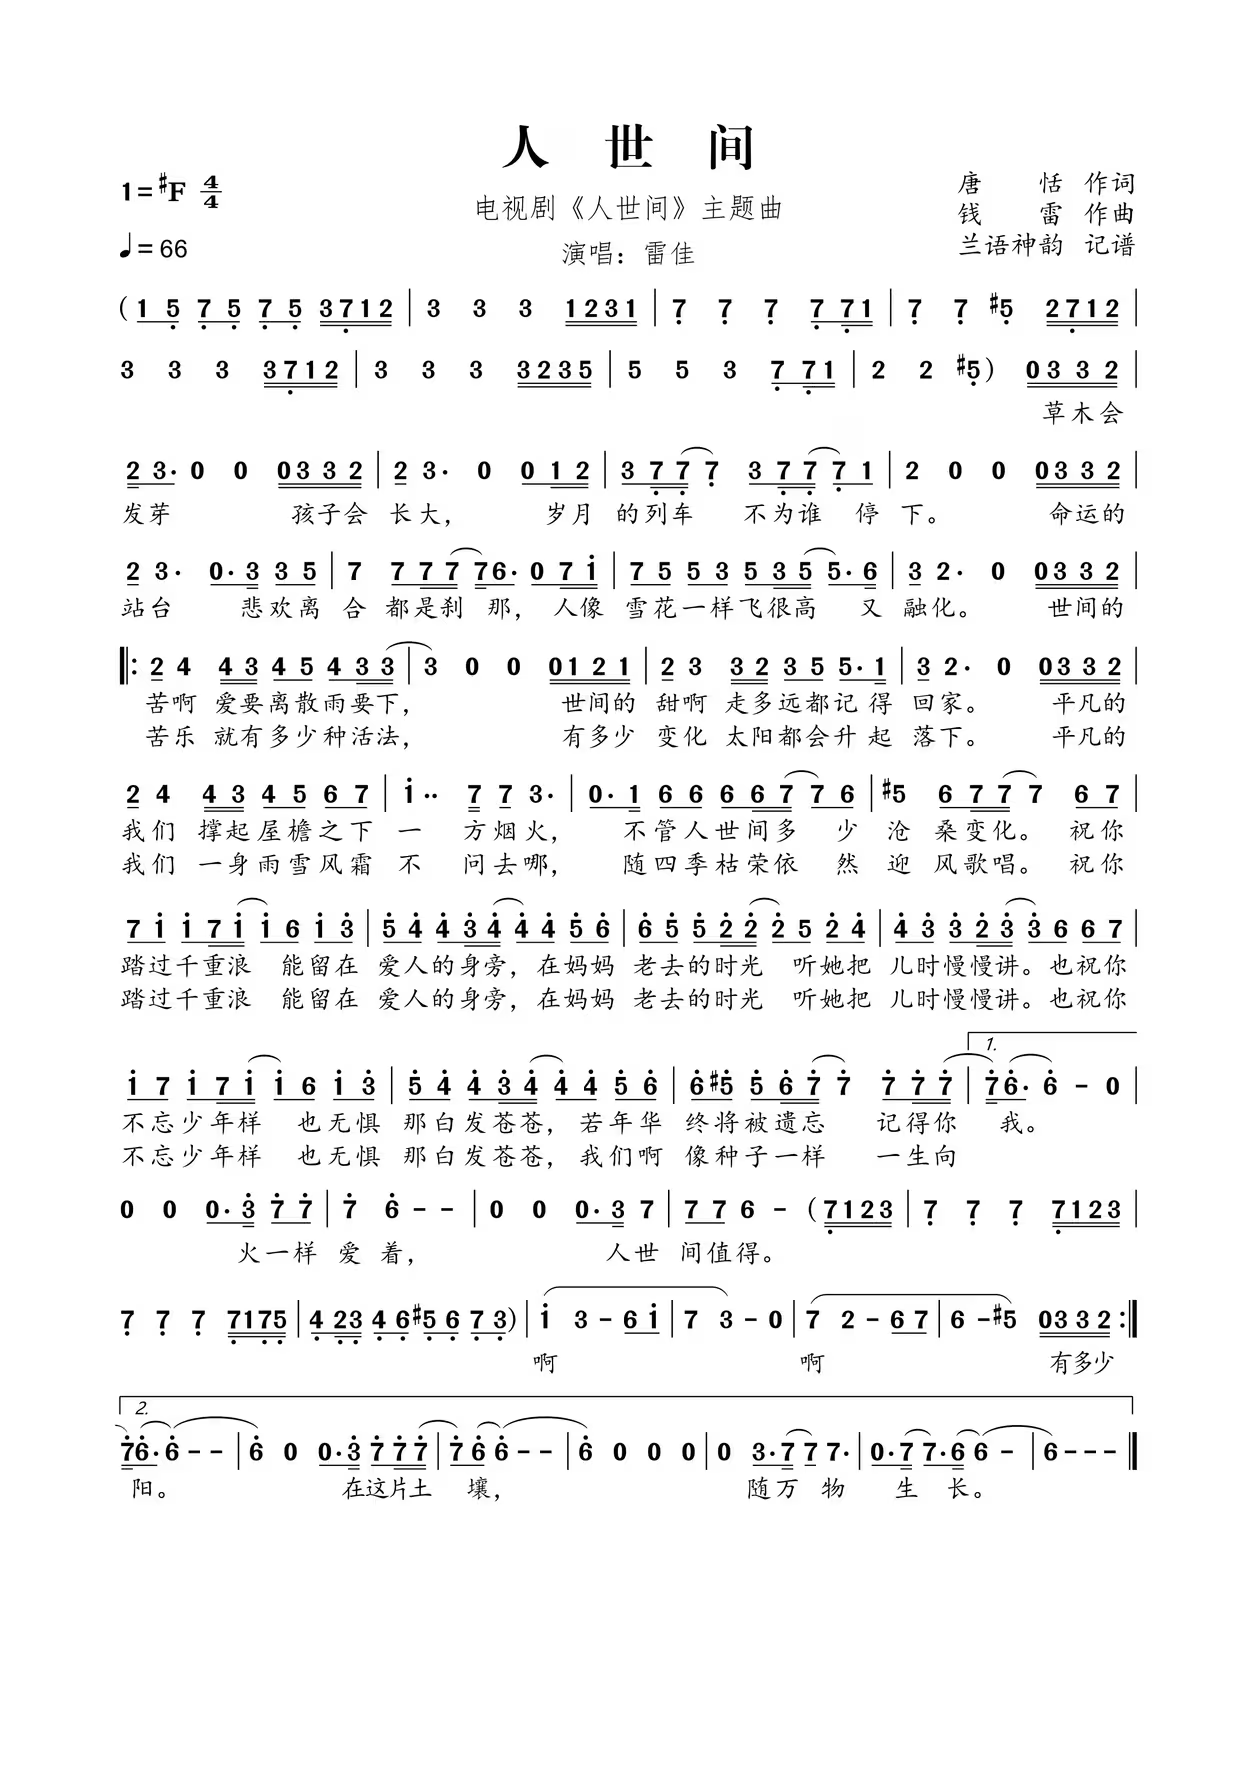 人世间
1=#F 4/4
电视剧《人世间》主题曲
唐恬 作词
钱雷 作曲
♩=66
演唱：雷佳
兰语神韵 记谱
(1 5 7 5 7 5 3712 | 3 3 3 1231 | 7 7 7 7 71 | 7 7 #5 2712 |
3 3 3 3712 | 3 3 3 3235 | 5 5 3 7 71 | 2 2 #5) 0332 |
草木会
2 3· 0 0 0332 | 2 3· 0 0 12 | 3 7 7 7 3 7 7 7 1 | 2 0 0 0332 |
发芽 孩子会 长大， 岁月 的列车 不为谁 停 下。 命运的
2 3· 0·3 3 5 | 7 7 7 7 76· 0 7 1 | 7 5 5 3 5 3 5 5·6 | 3 2· 0 0332 |
站台 悲欢离 合 都是刹 那， 人像 雪花一样飞很高 又 融化。 世间的
‖: 2 4 4 3 4 5 4 3 3 | 3 0 0 0121 | 2 3 3 2 3 5 5·1 | 3 2· 0 0332 |
苦啊 爱要离散雨要下， 世间的 甜啊 走多远都记 得 回家。 平凡的
苦乐 就有多少种活法， 有多少 变化 太阳都会升 起 落下。 平凡的
2 4 4 3 4 5 6 7 | 1·· 7 7 3· | 0·1 6 6 6 6 7 7 6 | #5 6 7 7 7 6 7 |
我们 撑起屋檐之下 一 方烟火， 不管人世间多 少 沧 桑变化。 祝你
我们 一身雨雪风霜 不 问去哪， 随四季枯荣依 然 迎 风歌唱。 祝你
7 1 1 7 1 1 6 1 3 | 5 4 4 3 4 4 4 5 6 | 6 5 5 2 2 2 5 2 4 | 4 3 3 2 3 3 6 6 7 |
踏过千重浪 能留在 爱人的身旁，在妈妈 老去的时光 听她把 儿时慢慢讲。也祝你
踏过千重浪 能留在 爱人的身旁，在妈妈 老去的时光 听她把 儿时慢慢讲。也祝你
1.
1 7 1 7 1 1 6 1 3 | 5 4 4 3 4 4 4 5 6 | 6 #5 5 6 7 7 7 7 7 | 7 6· 6 - 0
不忘少年样 也无惧 那白发苍苍，若年华 终将被遗忘 记得你 我。
不忘少年样 也无惧 那白发苍苍，我们啊 像种子一样 一生向
0 0 0·3 7 7 | 7 6 - - | 0 0 0·3 7 | 7 7 6 - (7123 | 7 7 7 7123 |
火一样 爱 着， 人世 间值得。
7 7 7 7175 | 4 23 4 6 #5 6 7 3) | 1 3 - 6 1 | 7 3 - 0 | 7 2 - 6 7 | 6 - #5 0332 :‖
啊 啊 有多少
2.
76· 6 - - | 6 0 0·3 7 7 7 | 7 6 6 - - | 6 0 0 0 | 0 3·7 7 7· | 0·7 7·6 6 - | 6 - - - ‖
阳。 在这片土 壤， 随万 物 生 长。